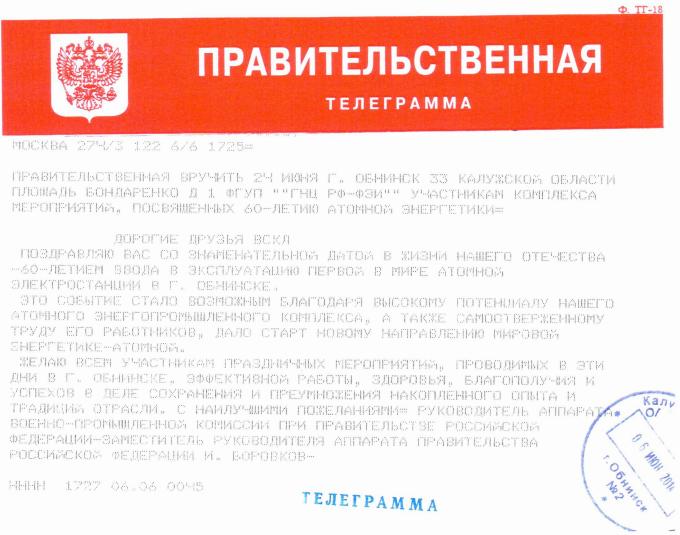 Ф. ТГ-18
ПРАВИТЕЛЬСТВЕННАЯ
ТЕЛЕГРАММА
МОСКВА 274/3 122 6/6 1725=
ПРАВИТЕЛЬСТВЕННАЯ ВРУЧИТЬ 24 ИЮНЯ Г. ОБНИНСК 33 КАЛУЖСКОЙ ОБЛАСТИ
ПЛОЩАДЬ БОНДАРЕНКО Д 1 ФГУП ""ГНЦ РФ-ФЭИ"" УЧАСТНИКАМ КОМПЛЕКСА
МЕРОПРИЯТИЙ, ПОСВЯШЕННЫХ 60-ЛЕТИЮ АТОМНОЙ ЭНЕРГЕТИКИ=
ДОРОГИЕ ДРУЗЬЯ ВСКЛ
ПОЗДРАВЛЯЮ ВАС СО ЗНАМЕНАТЕЛЬНОЙ ДАТОЙ В ЖИЗНИ НАШЕГО ОТЕЧЕСТВА
-60-ЛЕТИЕМ ВВОДА В ЭКСПЛУАТАЦИЮ ПЕРВОЙ В МИРЕ АТОМНОЙ
ЭЛЕКТРОСТАНЦИИ В Г. ОБНИНСКЕ.
ЭТО СОБЫТИЕ СТАЛО ВОЗМОЖНЫМ БЛАГОДАРЯ ВЫСОКОМУ ПОТЕНЦИАЛУ НАШЕГО
АТОМНОГО ЭНЕРГОПРОМЫШЛЕННОГО КОМПЛЕКСА, А ТАКЖЕ САМООТВЕРЖЕННОМУ
ТРУДУ ЕГО РАБОТНИКОВ, ДАЛО СТАРТ НОВОМУ НАПРАВЛЕНИЮ МИРОВОЙ
ЭНЕРГЕТИКЕ-АТОМНОЙ.
ЖЕЛАЮ ВСЕМ УЧАСТНИКАМ ПРАЗДНИЧНЫХ МЕРОПРИЯТИЙ, ПРОВОДИМЫХ В ЭТИ
ДНИ В Г. ОБНИНСКЕ, ЭФФЕКТИВНОЙ РАБОТЫ, ЗДОРОВЬЯ, БЛАГОПОЛУЧИЯ И
УСПЕХОВ В ДЕЛЕ СОХРАНЕНИЯ И ПРЕУМНОЖЕНИЯ НАКОПЛЕННОГО ОПЫТА И
ТРАДИЦИЙ ОТРАСЛИ. С НАИЛУЧШИМИ ПОЖЕЛАНИЯМИ= РУКОВОДИТЕЛЬ АППАРАТА
ВОЕННО-ПРОМЫШЛЕННОЙ КОМИССИИ ПРИ ПРАВИТЕЛЬСТВЕ РОССИЙСКОЙ
ФЕДЕРАЦИИ-ЗАМЕСТИТЕЛЬ РУКОВОДИТЕЛЯ АППАРАТА ПРАВИТЕЛЬСТВА
РОССИЙСКОЙ ФЕДЕРАЦИИ И. БОРОВКОВ-
НННН 1727 06.06 0045
ТЕЛЕГРАММА
06 ИЮН
г. Обнинск
№2